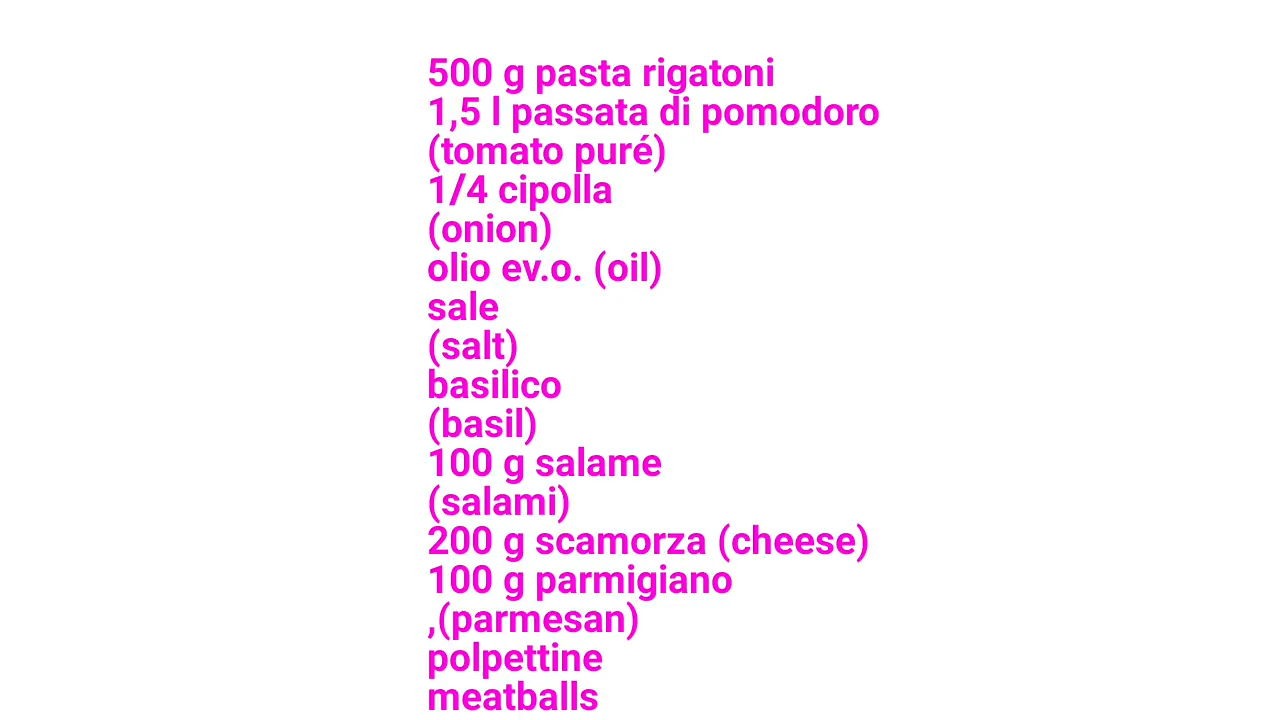 500 g pasta rigatoni
1,5 l passata di pomodoro
(tomato puré)
1/4 cipolla
(onion)
olio ev.o. (oil)
sale
(salt)
basilico
(basil)
100 g salame
(salami)
200 g scamorza (cheese)
100 g parmigiano
,(parmesan)
polpettine
meatballs